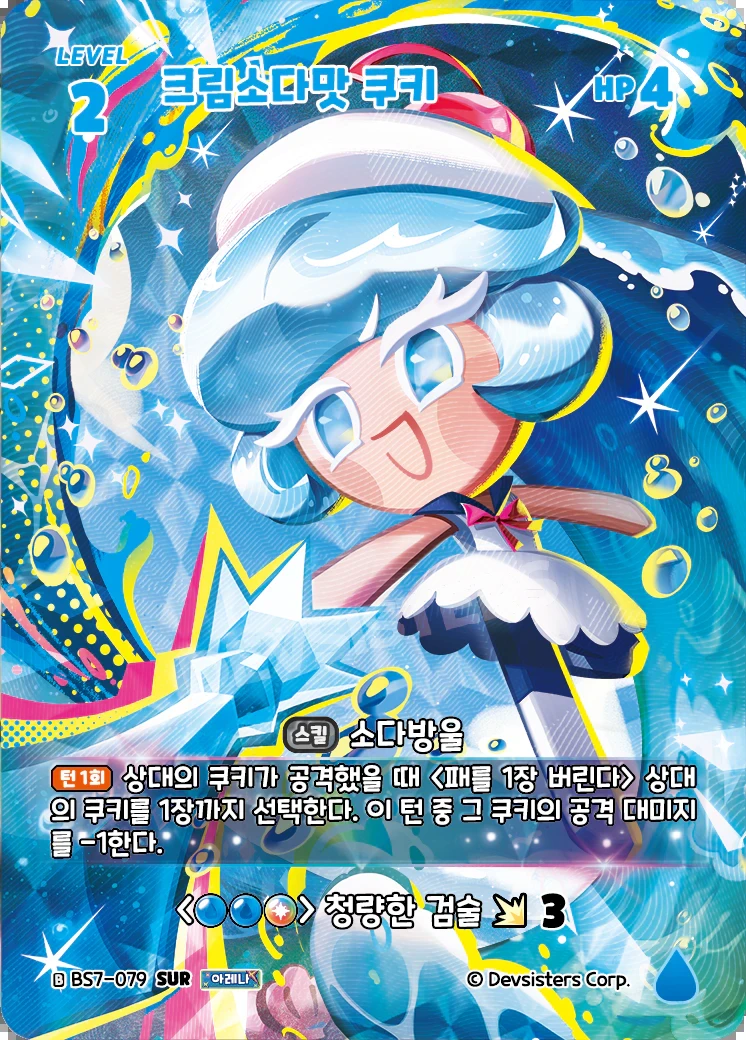 LEVEL
2
크림소다맛 쿠키
HP 4
스킬 소다방울
턴 1회 상대의 쿠키가 공격했을 때 <패를 1장 버린다> 상대
의 쿠키를 1장까지 선택한다. 이 턴 중 그 쿠키의 공격 대미지
를 -1한다.
< > 청량한 검술 3
B BS7-079 SUR 아레나
© Devsisters Corp.